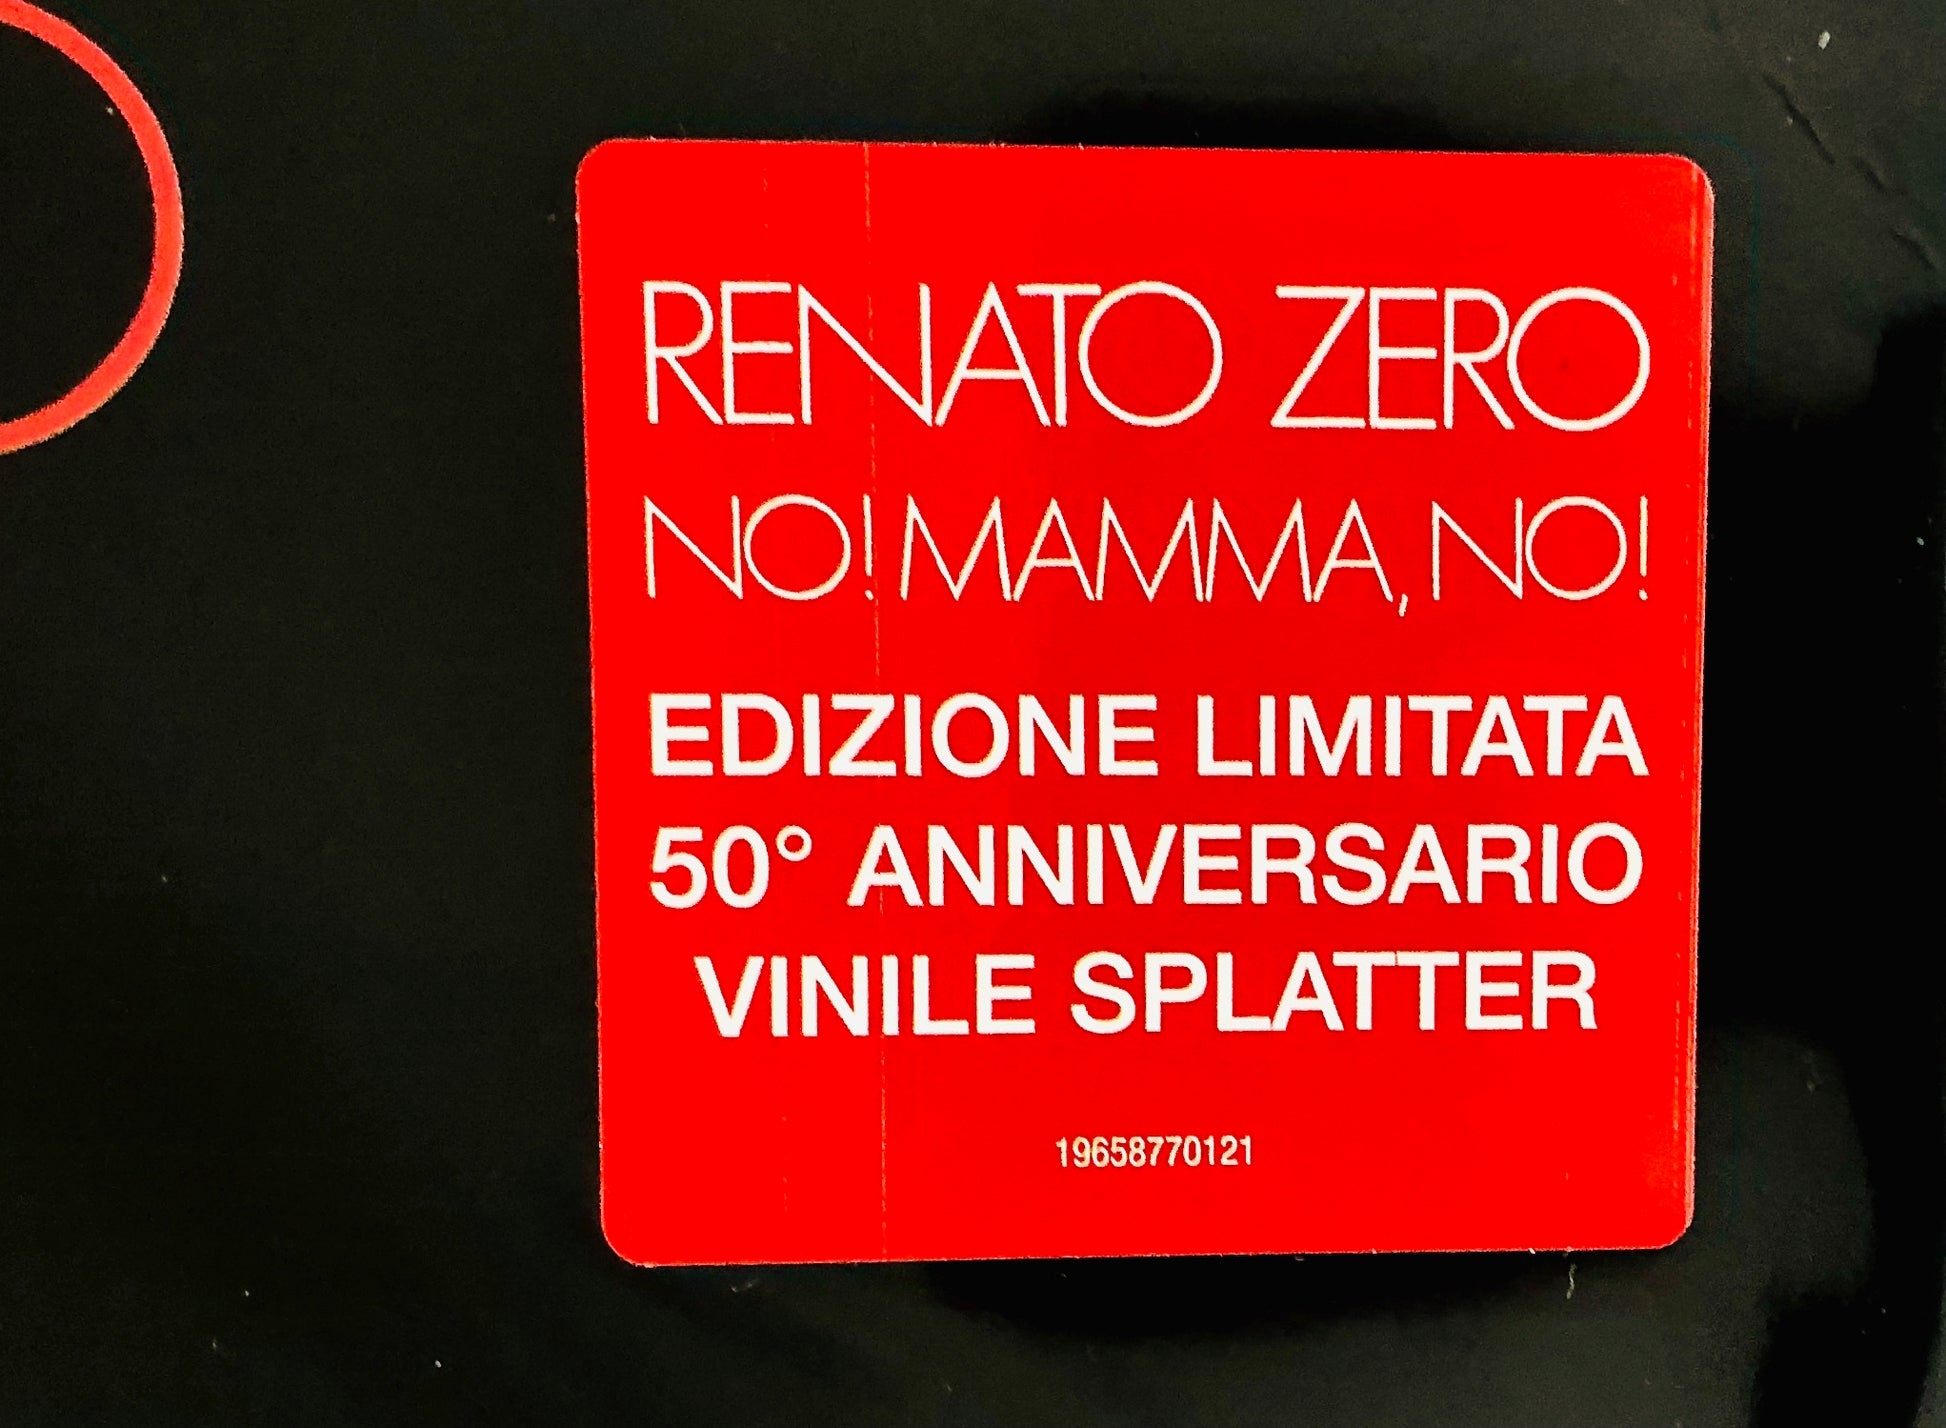 RENATO ZERO
NO! MAMMA, NO!
EDIZIONE LIMITATA
50° ANNIVERSARIO
VINILE SPLATTER
19658770121